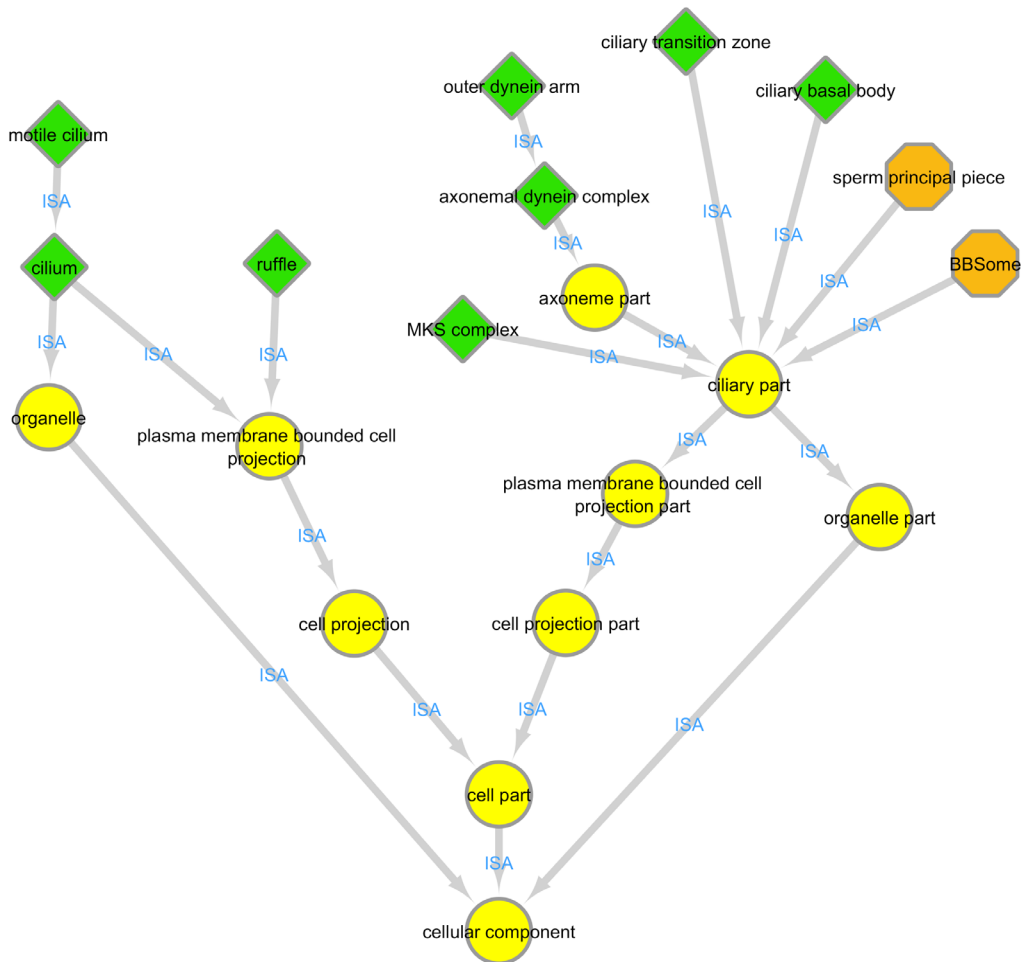 ciliary transition zone
outer dynein arm
ciliary basal body
motile cilium
ISA
sperm principal piece
axonemal dynein complex
ISA
ISA
ISA
ISA
cilium
ruffle
BBSome
ISA
axoneme part
ISA
MKS complex
ISA
ISA
ISA
ISA
ISA
ISA
ciliary part
organelle
plasma membrane bounded cell
projection
ISA
ISA
plasma membrane bounded cell
projection part
organelle part
ISA
ISA
cell projection
cell projection part
ISA
ISA
ISA
ISA
cell part
ISA
cellular component